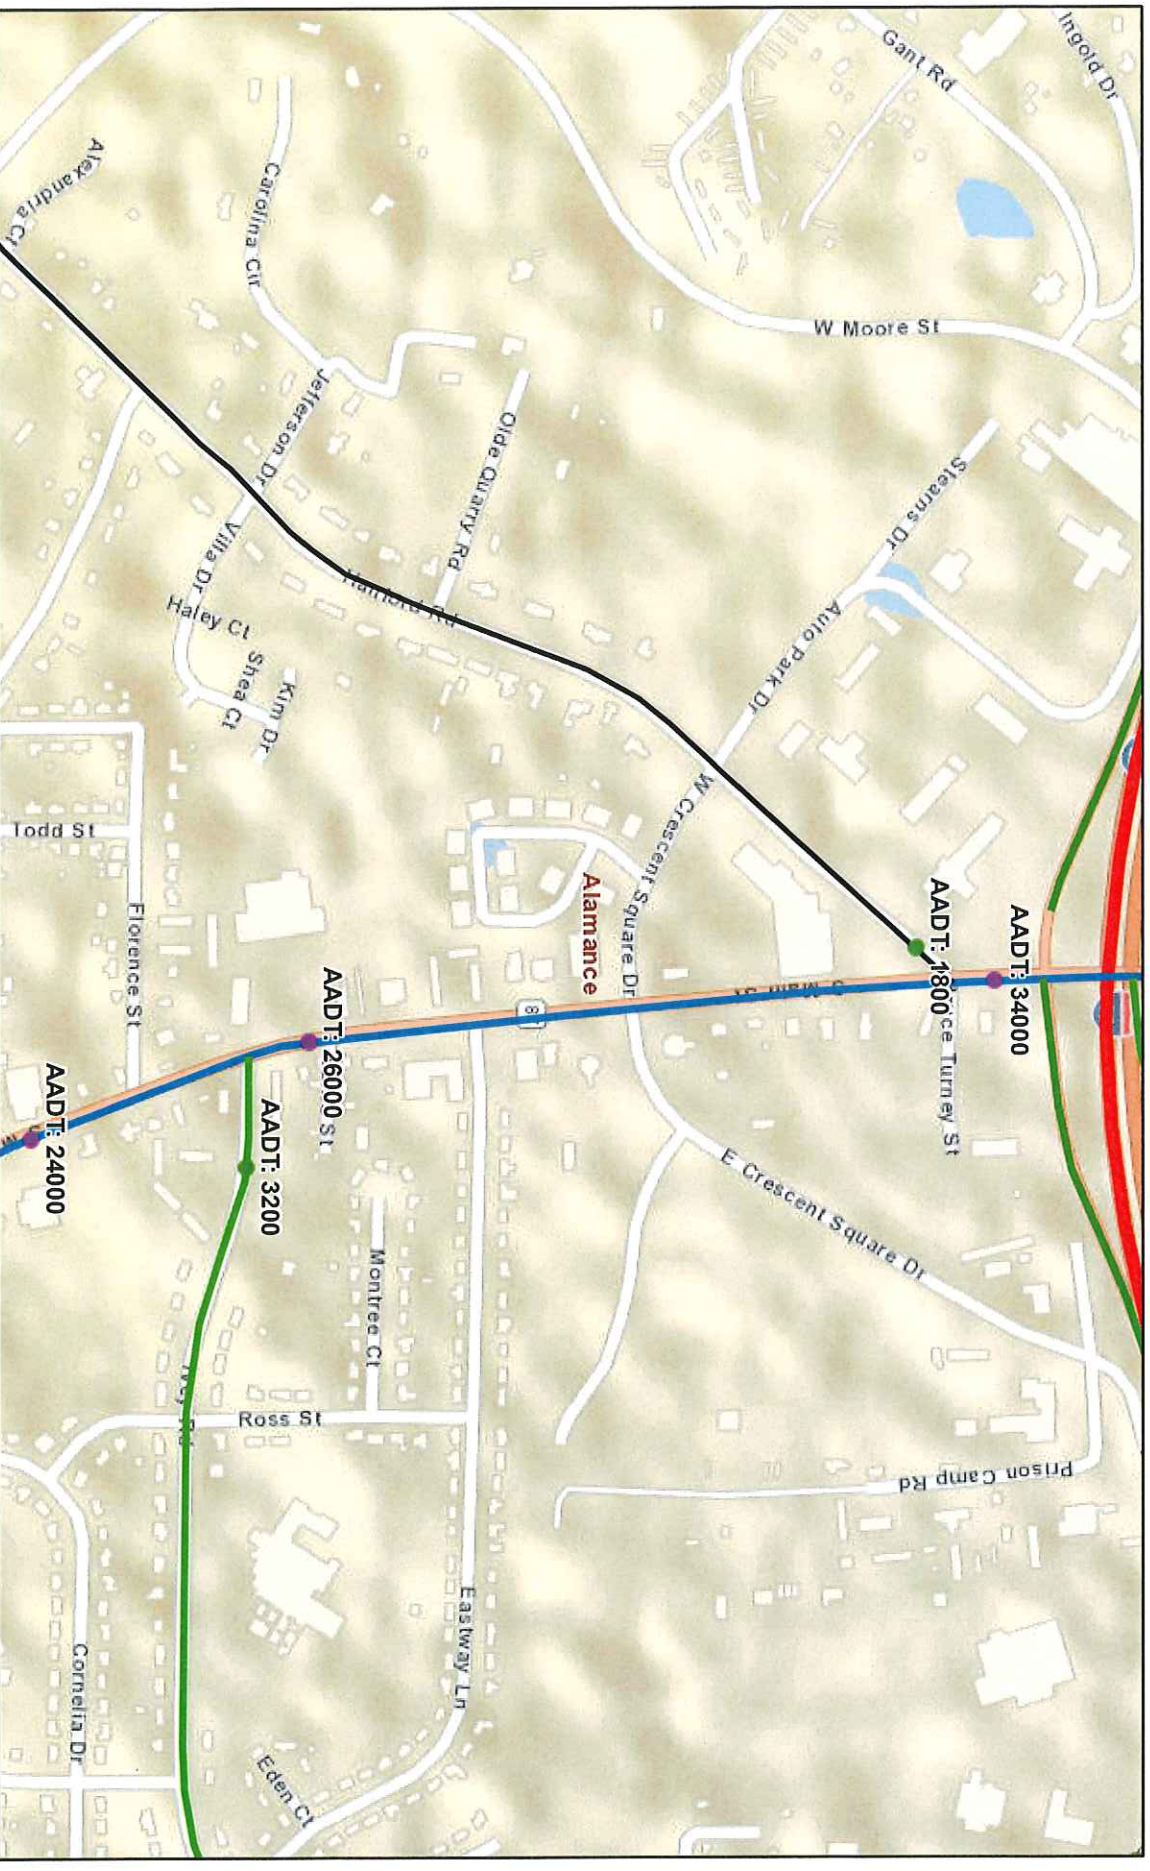 Ingold Dr
Gant Rd
Alexandria Ct
Carolina Cir
W Moore St
Jefferson Dr
Olde Quarry Rd
Stearns Dr
Villa Dr
Haley Ct
Shea Ct
Kim Dr
Auto Park Dr
W Crescent Square Dr
Todd St
Florence St
Alamance
AADT: 1800
AADT: 34000
Main St
87
AADT: 26000
St
AADT: 24000
AADT: 3200
Turney St
E Crescent Square Dr
Montree Ct
Ross St
Prison Camp Rd
Eastway Ln
Cornelia Dr
Eden Ct